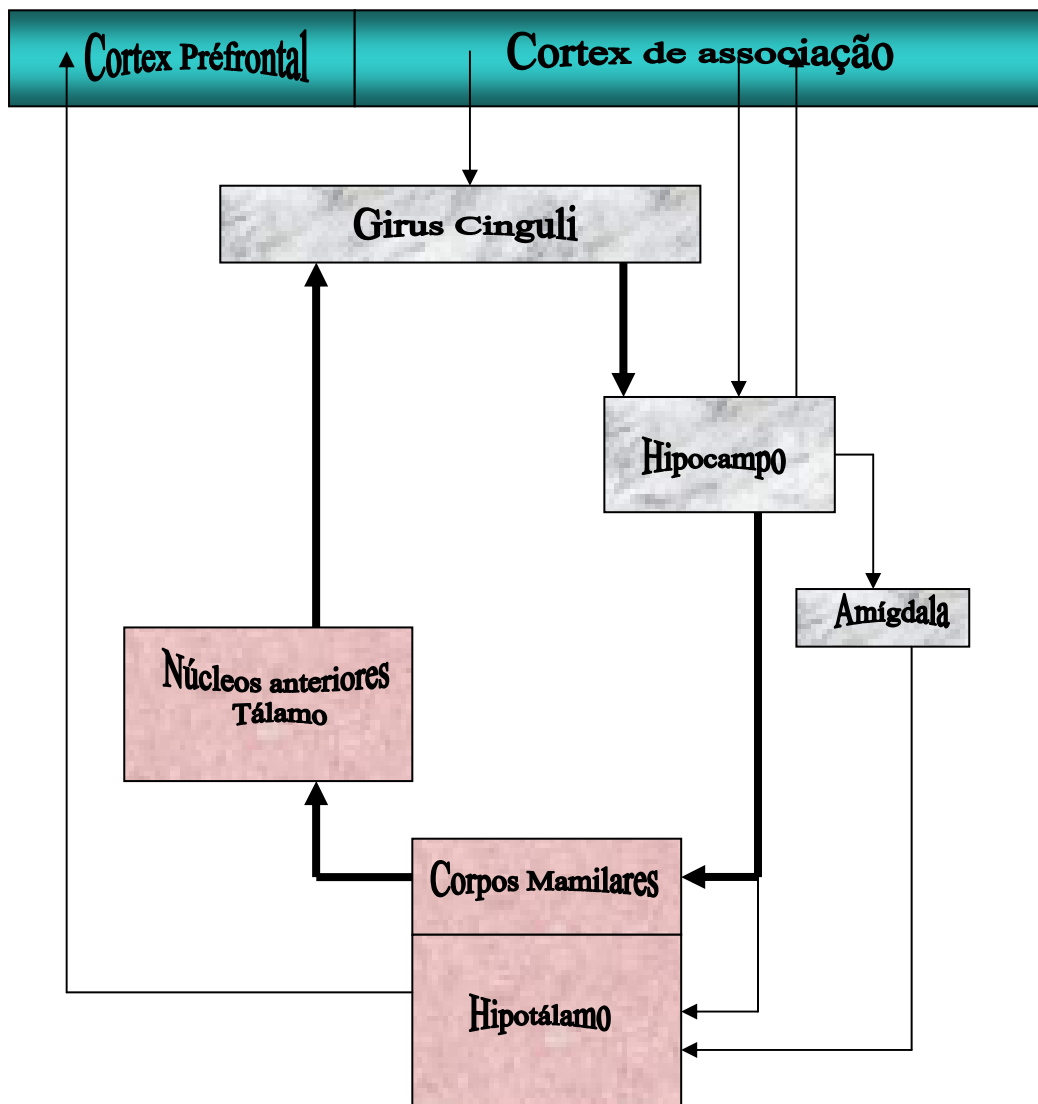 Cortex Préfrontal
Cortex de associação
Girus Cinguli
Hipocampo
Amígdala
Núcleos anteriores
Tálamo
Corpos Mamilares
Hipotálamo